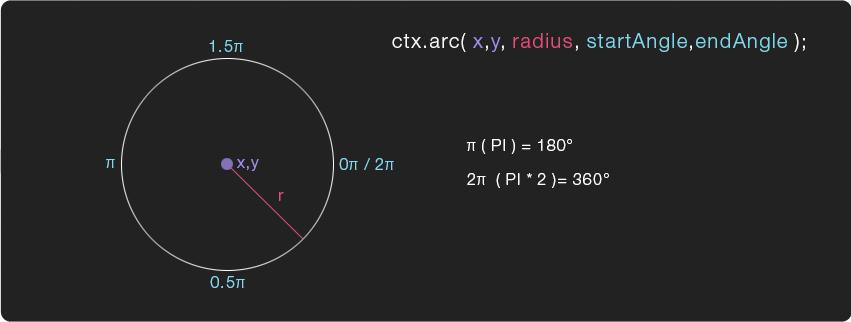 ctx.arc( x,y, radius, startAngle,endAngle );
1.5π
π
x,y
0π / 2π
r
0.5π
π ( PI ) = 180°
2π ( PI * 2 )= 360°